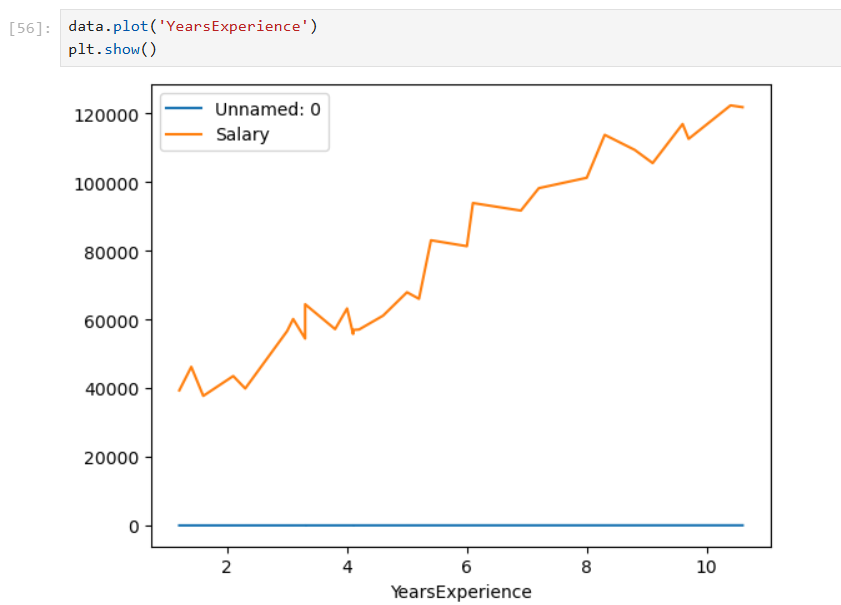 [56]:
data.plot('YearsExperience')
plt.show()
Unnamed: 0
Salary
120000
100000
80000
60000
40000
20000
0
2 4 6 8 10
YearsExperience